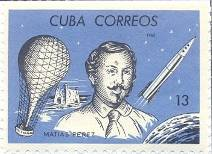 CUBA CORREOS
13
MATIAS PEREZ